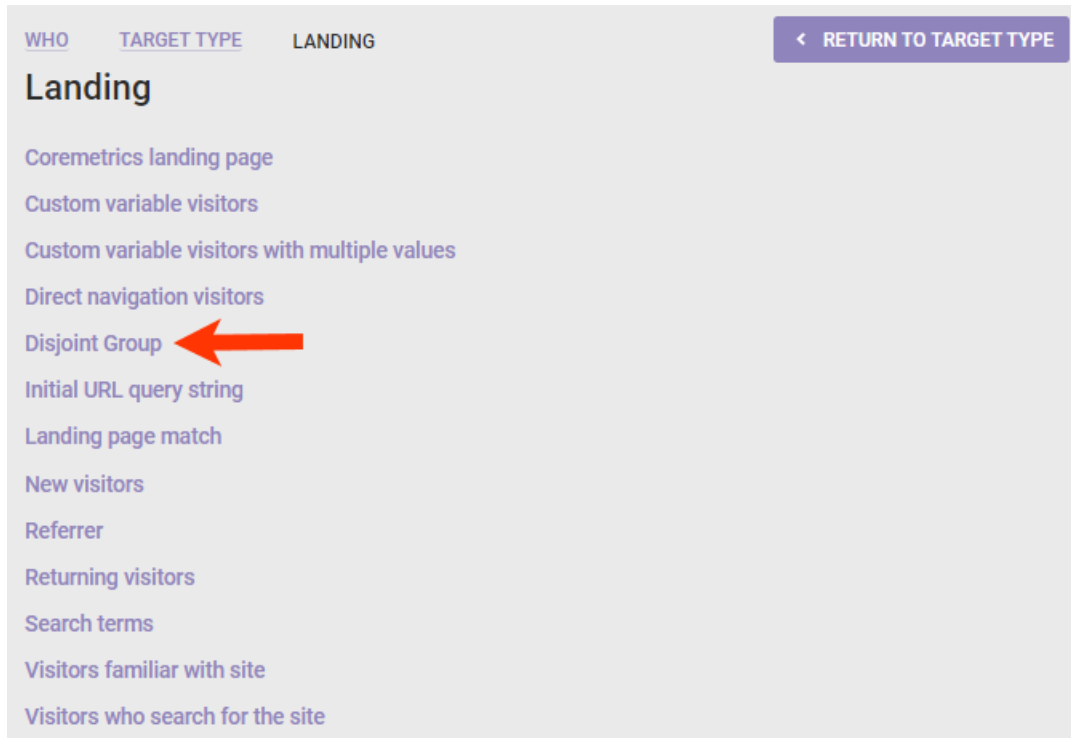 WHO TARGET TYPE LANDING < RETURN TO TARGET TYPE
Landing
Coremetrics landing page
Custom variable visitors
Custom variable visitors with multiple values
Direct navigation visitors
Disjoint Group
Initial URL query string
Landing page match
New visitors
Referrer
Returning visitors
Search terms
Visitors familiar with site
Visitors who search for the site